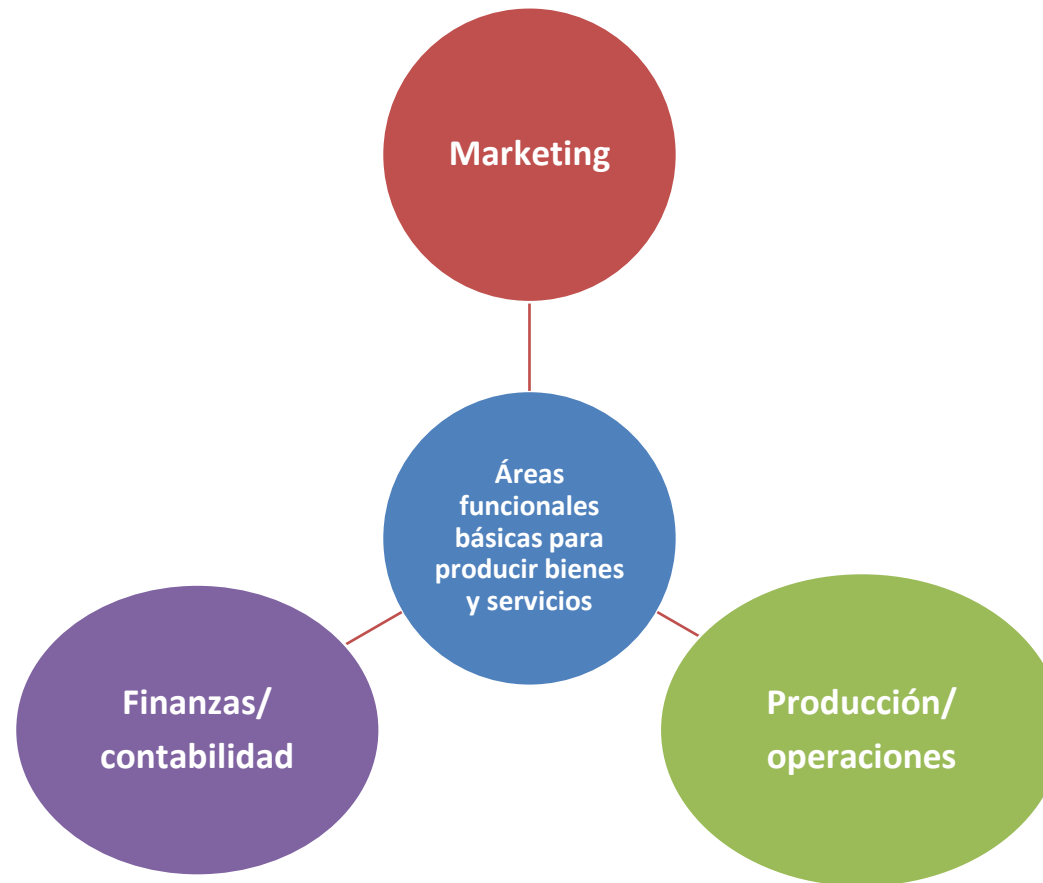 Marketing
Áreas
funcionales
básicas para
producir bienes
y servicios
Finanzas/
contabilidad
Producción/
operaciones